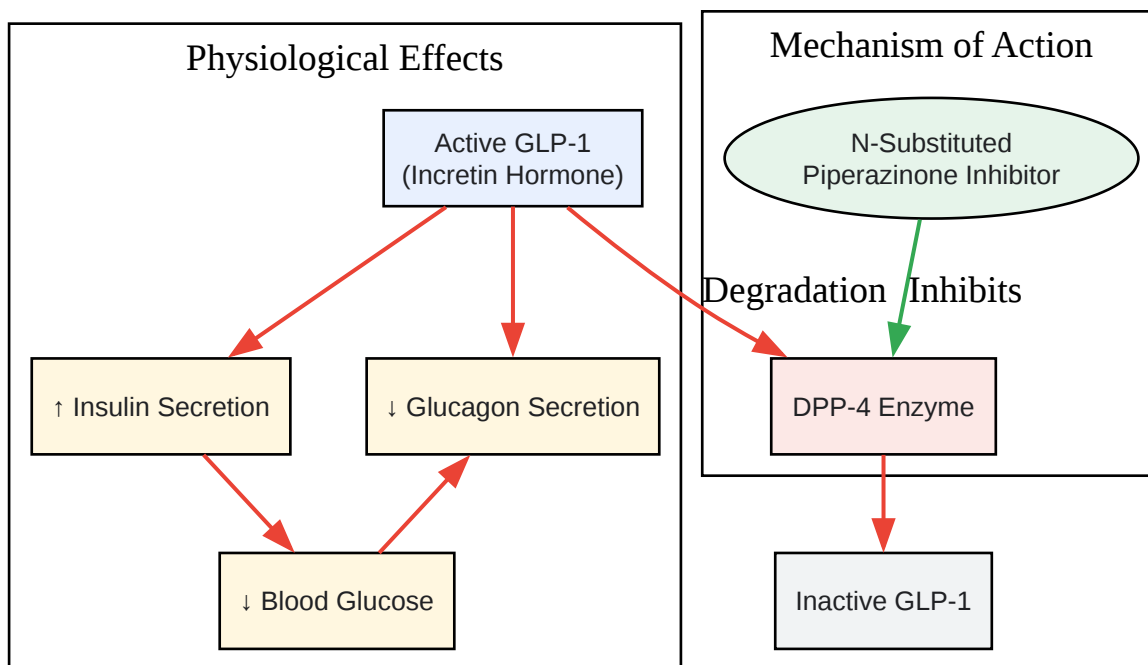 Physiological Effects
Mechanism of Action
Active GLP-1
(Incretin Hormone)
N-Substituted
Piperazinone Inhibitor
Degradation
Inhibits
↑ Insulin Secretion
↓ Glucagon Secretion
DPP-4 Enzyme
↓ Blood Glucose
Inactive GLP-1